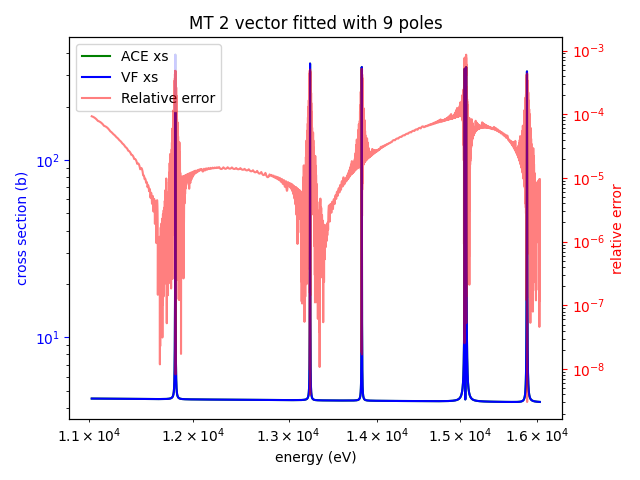 MT 2 vector fitted with 9 poles
ACE xs
VF xs
Relative error
cross section (b)
10²
10¹
relative error
10⁻³
10⁻⁴
10⁻⁵
10⁻⁶
10⁻⁷
10⁻⁸
1.1 × 10⁴ 1.2 × 10⁴ 1.3 × 10⁴ 1.4 × 10⁴ 1.5 × 10⁴ 1.6 × 10⁴
energy (eV)